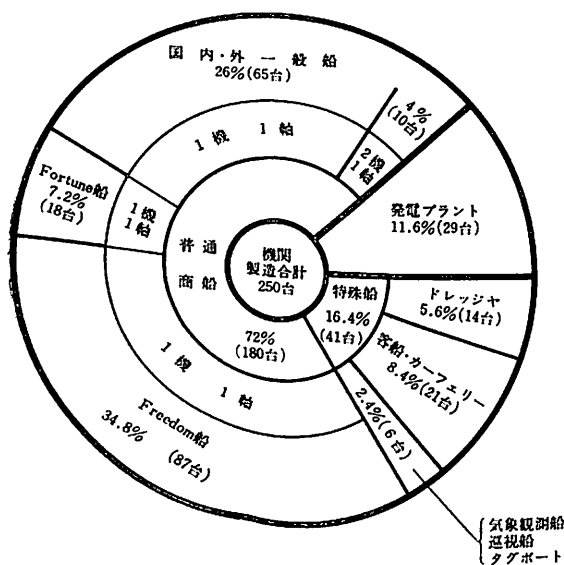 国内・外一般船
26%(65台)
4%
(10台)
1機1軸
2機
1軸
Fortune船
7.2%
(18台)
1機
1軸
発電プラント
11.6%(29台)
普通
商船
72%
(180台)
機関
製造合計
250台
特殊船
16.4%
(41台)
ドレッジャ
5.6%(14台)
客船・カーフェリー
8.4%(21台)
2.4%(6台)
1機1軸
Freedom船
34.8%
(87台)
気象観測船
巡視船
タグボート